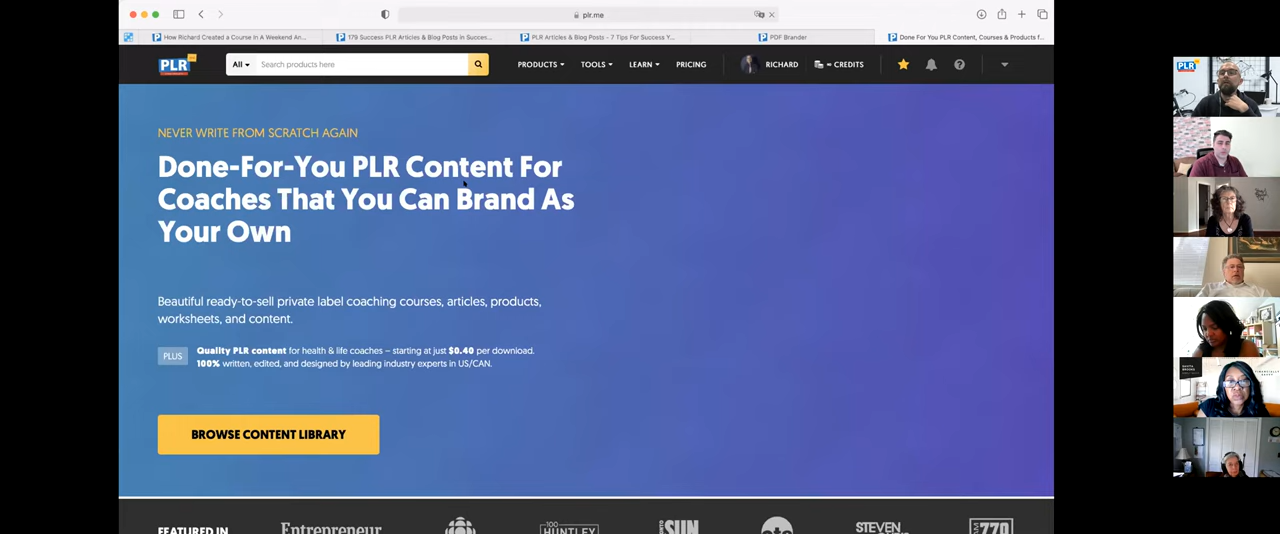 plr.me
How Richard Created a Course In A Weekend An...
179 Success PLR Articles & Blog Posts in Succes...
PLR Articles & Blog Posts - 7 Tips For Success Y...
PDF Brander
Done For You PLR Content, Courses & Products f...
PLR
All
Search products here
PRODUCTS
TOOLS
LEARN
PRICING
RICHARD
∞ CREDITS
NEVER WRITE FROM SCRATCH AGAIN
Done-For-You PLR Content For
Coaches That You Can Brand As
Your Own
Beautiful ready-to-sell private label coaching courses, articles, products,
worksheets, and content.
PLUS
Quality PLR content for health & life coaches – starting at just $0.40 per download.
100% written, edited, and designed by leading industry experts in US/CAN.
BROWSE CONTENT LIBRARY
FEATURED IN
Entrepreneur
100
HUNTLEY
SUN
STEVEN
770
PLR